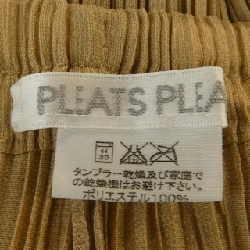 PLEATS PLEA
タンブラー乾燥及び家庭で
の乾燥機はお避け下さい。
ポリエステル100%